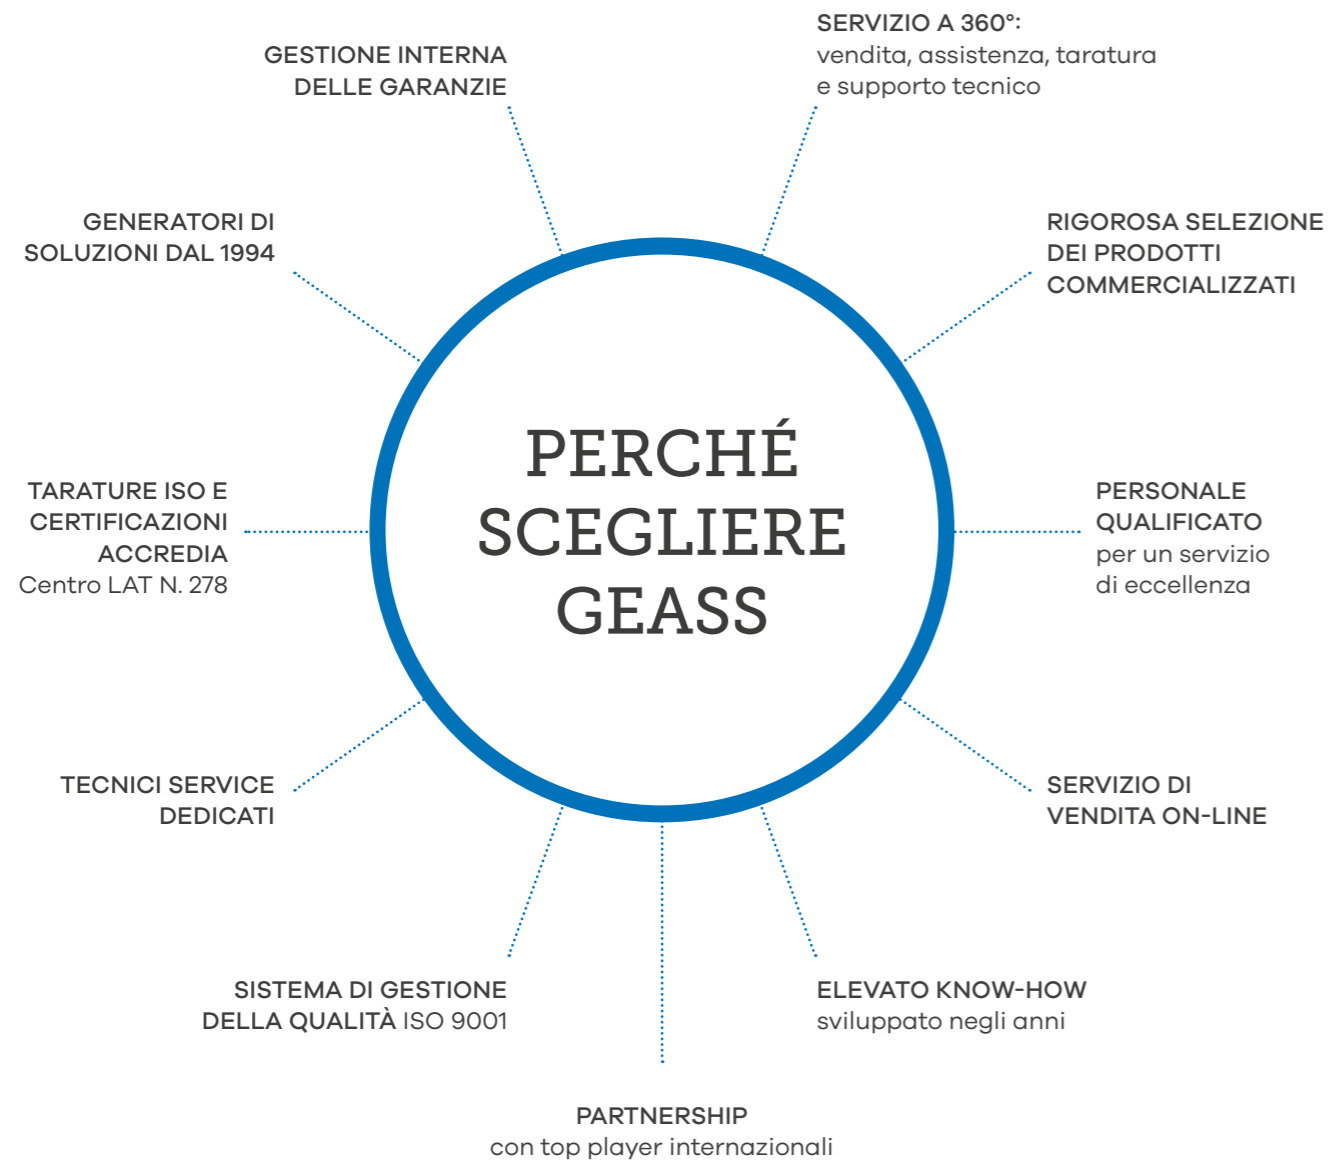 PERCHÉ
SCEGLIERE
GEASS
SERVIZIO A 360°:
vendita, assistenza, taratura
e supporto tecnico
RIGOROSA SELEZIONE
DEI PRODOTTI
COMMERCIALIZZATI
PERSONALE
QUALIFICATO
per un servizio
di eccellenza
SERVIZIO DI
VENDITA ON-LINE
ELEVATO KNOW-HOW
sviluppato negli anni
PARTNERSHIP
con top player internazionali
SISTEMA DI GESTIONE
DELLA QUALITÀ ISO 9001
TECNICI SERVICE
DEDICATI
TARATURE ISO E
CERTIFICAZIONI
ACCREDIA
Centro LAT N. 278
GENERATORI DI
SOLUZIONI DAL 1994
GESTIONE INTERNA
DELLE GARANZIE